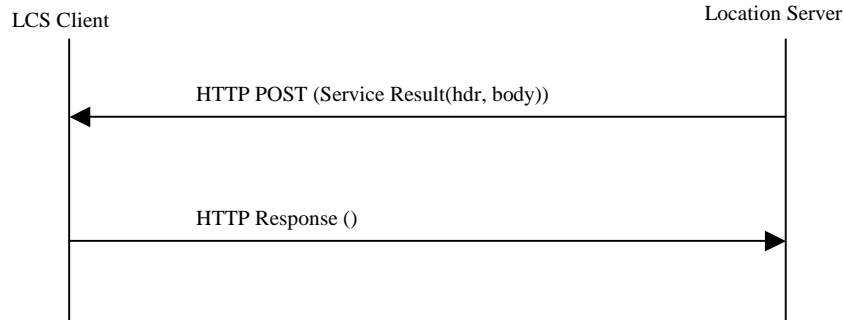 LCS Client
Location Server
HTTP POST (Service Result(hdr, body))
HTTP Response ()